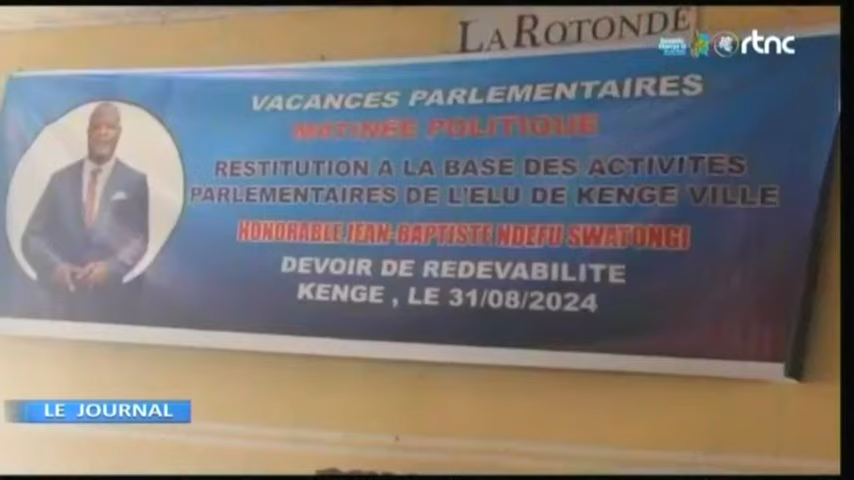 LA ROTONDE
rtnc
VACANCES PARLEMENTAIRES
MATINÉE POLITIQUE
RESTITUTION A LA BASE DES ACTIVITES
PARLEMENTAIRES DE L'ELU DE KENGE VILLE
HONORABLE JEAN-BAPTISTE NDEFU SWATONGI
DEVOIR DE REDEVABILITE
KENGE , LE 31/08/2024
LE JOURNAL